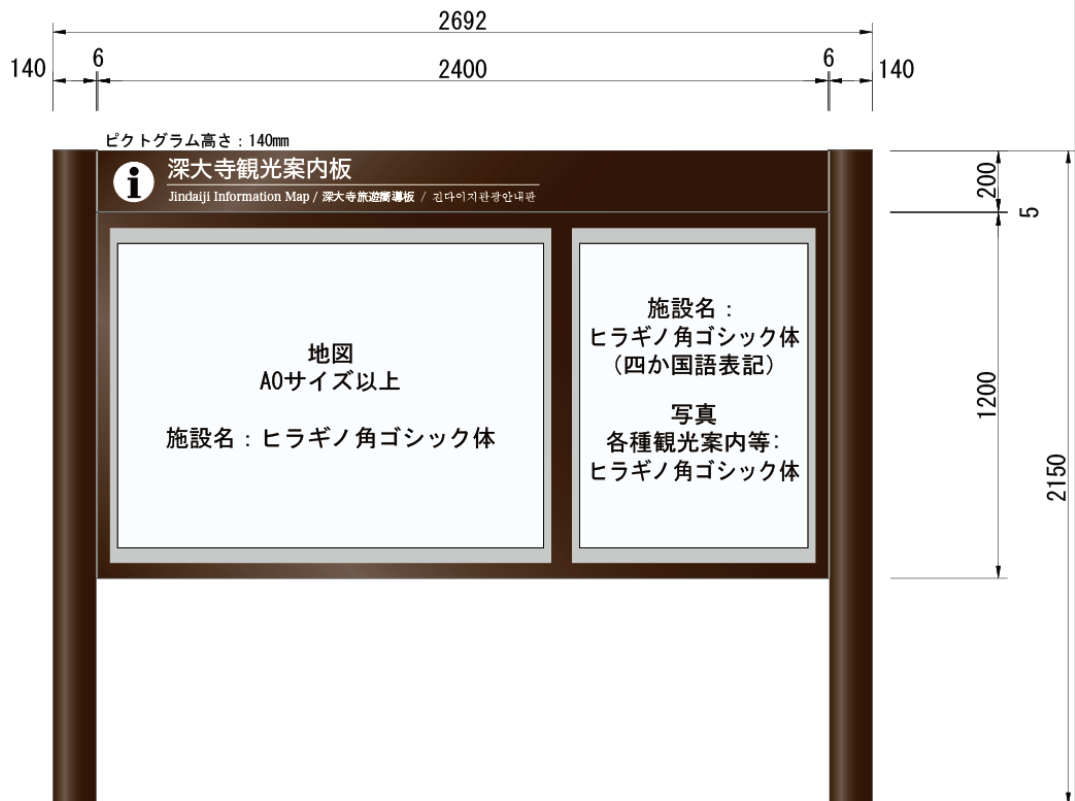 2692
140
6
2400
6
140
ピクトグラム高さ：140mm
深大寺観光案内板
Jindaiji Information Map / 深大寺旅遊嚮導板 / 진다이지관광안내판
200
5
1200
2150
地図
A0サイズ以上
施設名：ヒラギノ角ゴシック体
施設名：
ヒラギノ角ゴシック体
（四か国語表記）
写真
各種観光案内等：
ヒラギノ角ゴシック体